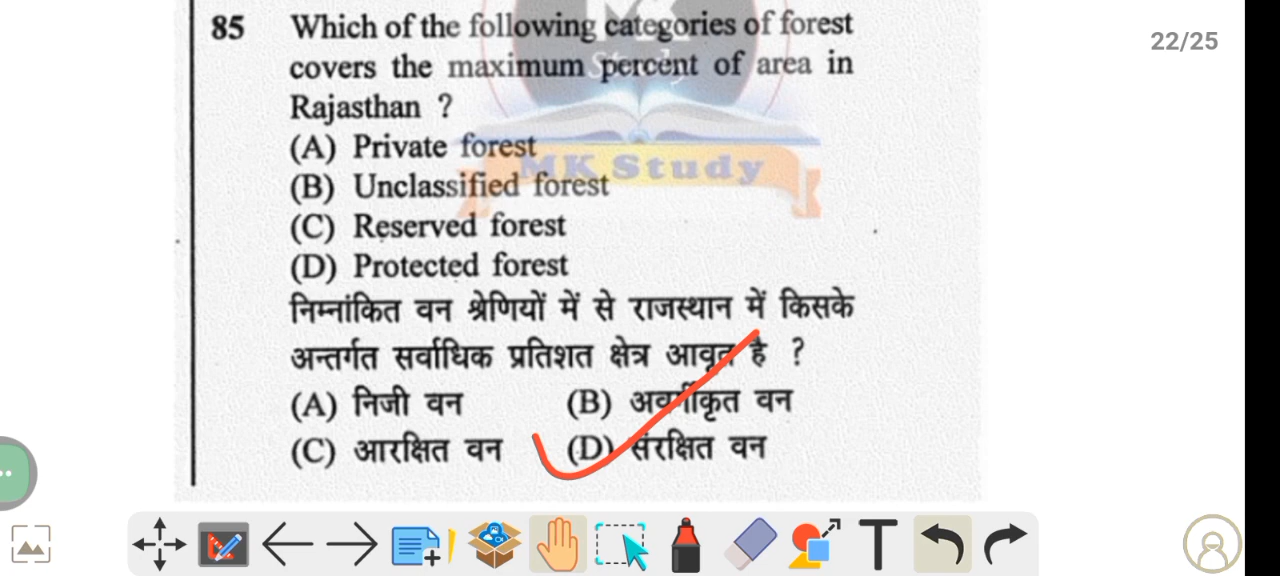 22/25
85 Which of the following categories of forest
covers the maximum percent of area in
Rajasthan ?
(A) Private forest
(B) Unclassified forest
(C) Reserved forest
(D) Protected forest
निम्नांकित वन श्रेणियों में से राजस्थान में किसके
अन्तर्गत सर्वाधिक प्रतिशत क्षेत्र आवृत है ?
(A) निजी वन (B) अवर्गीकृत वन
(C) आरक्षित वन (D) संरक्षित वन
MK
Study
MK Study
T